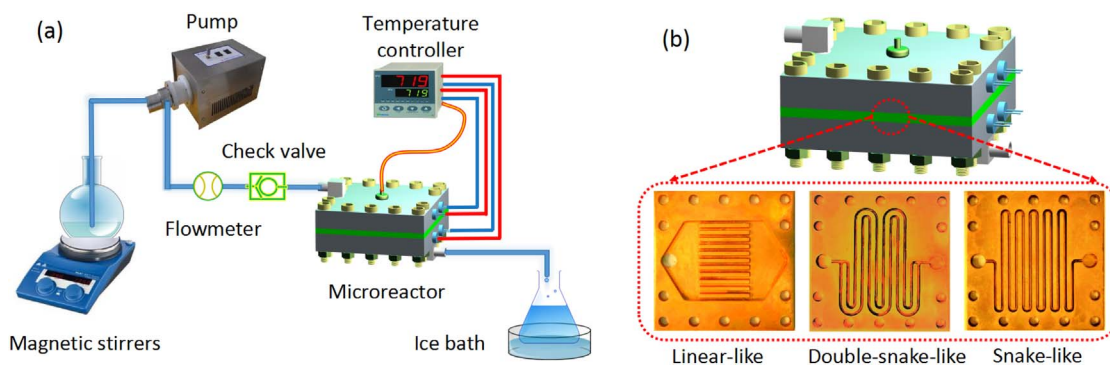 (a)
Pump
Temperature
controller
719
719
Check valve
Flowmeter
Microreactor
Magnetic stirrers
Ice bath
(b)
Linear-like
Double-snake-like
Snake-like